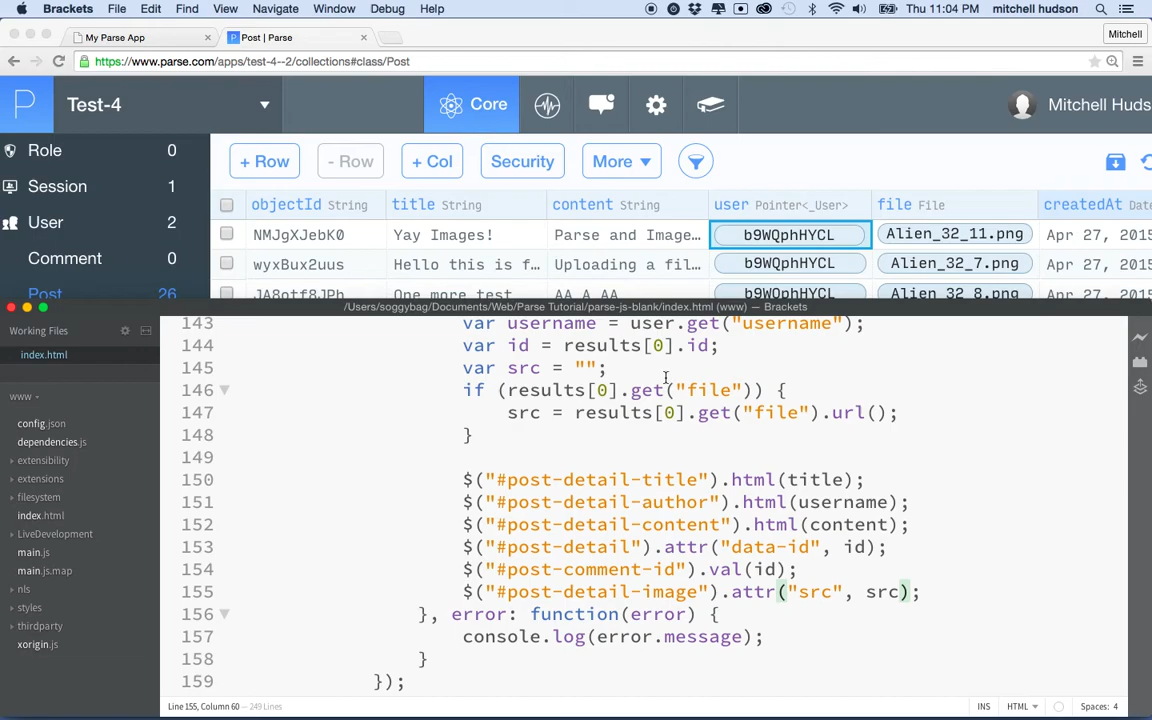 Brackets File Edit Find View Navigate Window Debug Help Thu 11:04 PM mitchell hudson
My Parse App × Post | Parse × Mitchell
https://www.parse.com/apps/test-4--2/collections#class/Post
P Test-4 Core Mitchell Huds
Role 0 + Row - Row + Col Security More
Session 1
objectId String title String content String user Pointer<_User> file File createdAt Date
User 2
NMJgXJebK0 Yay Images! Parse and Image… b9WQphHYCL Alien_32_11.png Apr 27, 2015
Comment 0
wyxBux2uus Hello this is f… Uploading a fil… b9WQphHYCL Alien_32_7.png Apr 27, 2015
Post 26 JA8otf8JPh One more test AA A AA b9WQphHYCL Alien_32_8.png Apr 27, 2015
/Users/soggybag/Documents/Web/Parse Tutorial/parse-js-blank/index.html (www) — Brackets
Working Files
index.html
www
config.json
dependencies.js
extensibility
extensions
filesystem
index.html
LiveDevelopment
main.js
main.js.map
nls
styles
thirdparty
xorigin.js
143 var username = user.get("username");
144 var id = results[0].id;
145 var src = "";
146 if (results[0].get("file")) {
147 src = results[0].get("file").url();
148 }
149
150 $("#post-detail-title").html(title);
151 $("#post-detail-author").html(username);
152 $("#post-detail-content").html(content);
153 $("#post-detail").attr("data-id", id);
154 $("#post-comment-id").val(id);
155 $("#post-detail-image").attr("src", src);
156 }, error: function(error) {
157 console.log(error.message);
158 }
159 });
Line 155, Column 60 — 249 Lines INS HTML Spaces: 4